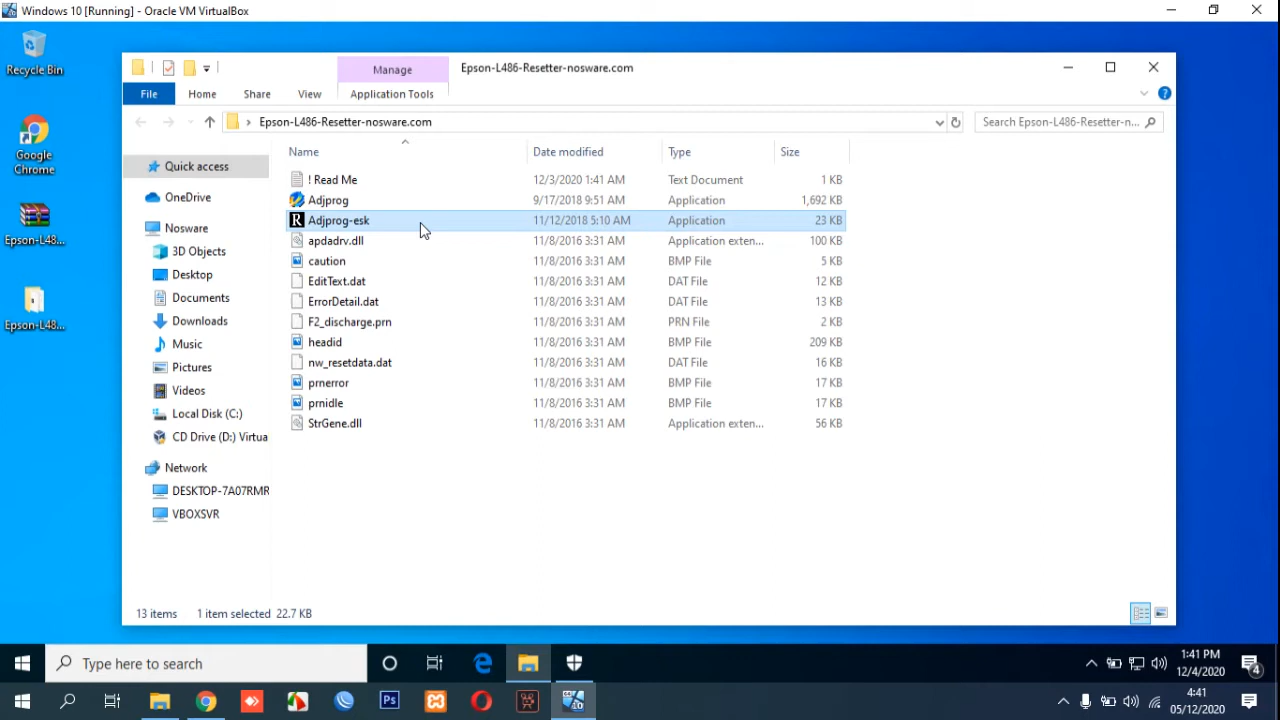 Windows 10 [Running] - Oracle VM VirtualBox
Recycle Bin
Google
Chrome
Epson-L48...
Epson-L48...
Manage
Epson-L486-Resetter-nosware.com
File
Home
Share
View
Application Tools
Epson-L486-Resetter-nosware.com
Search Epson-L486-Resetter-n...
Quick access
OneDrive
Nosware
3D Objects
Desktop
Documents
Downloads
Music
Pictures
Videos
Local Disk (C:)
CD Drive (D:) Virtua
Network
DESKTOP-7A07RMR
VBOXSVR
Name Date modified Type Size
! Read Me 12/3/2020 1:41 AM Text Document 1 KB
Adjprog 9/17/2018 9:51 AM Application 1,692 KB
R Adjprog-esk 11/12/2018 5:10 AM Application 23 KB
apdadrv.dll 11/8/2016 3:31 AM Application exten... 100 KB
caution 11/8/2016 3:31 AM BMP File 5 KB
EditText.dat 11/8/2016 3:31 AM DAT File 12 KB
ErrorDetail.dat 11/8/2016 3:31 AM DAT File 13 KB
F2_discharge.prn 11/8/2016 3:31 AM PRN File 2 KB
headid 11/8/2016 3:31 AM BMP File 209 KB
nw_resetdata.dat 11/8/2016 3:31 AM DAT File 16 KB
prnerror 11/8/2016 3:31 AM BMP File 17 KB
prnidle 11/8/2016 3:31 AM BMP File 17 KB
StrGene.dll 11/8/2016 3:31 AM Application exten... 56 KB
13 items 1 item selected 22.7 KB
Type here to search
1:41 PM
12/4/2020
4
Ps
4:41
05/12/2020